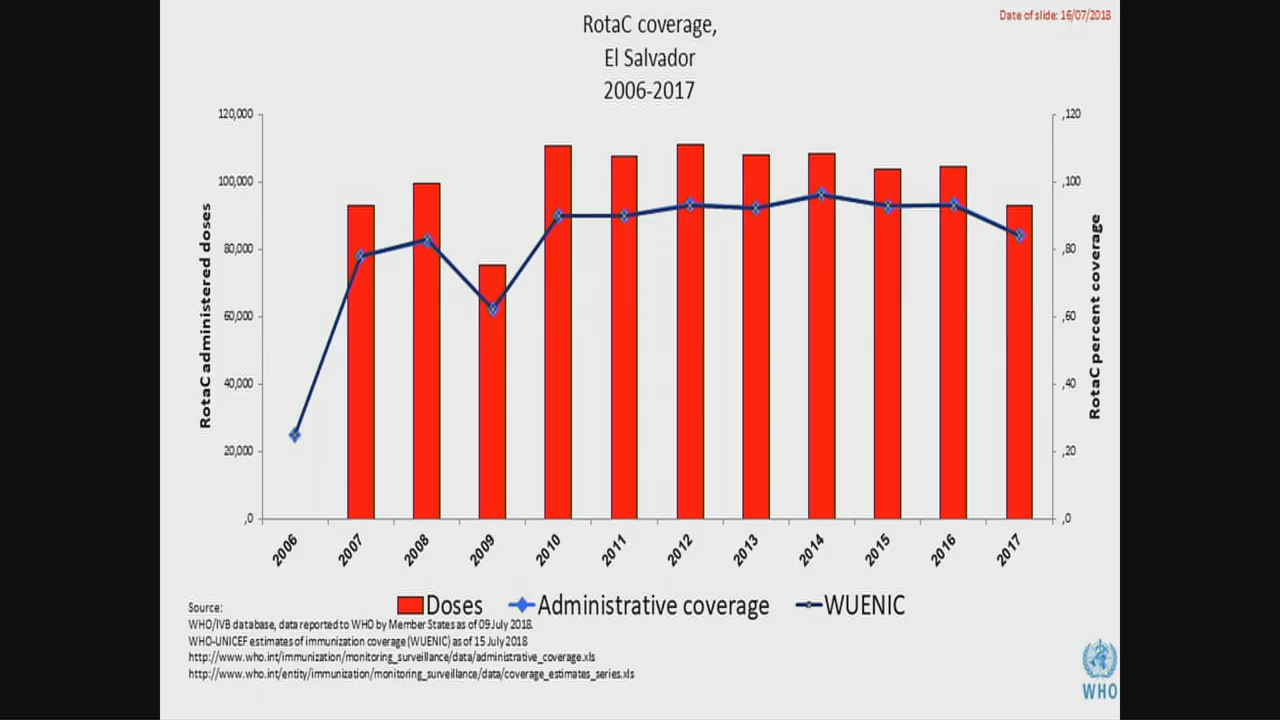 RotaC coverage,
El Salvador
2006-2017
Date of slide: 16/07/2018
120,000
100,000
80,000
60,000
40,000
20,000
,0
RotaC administered doses
,120
,100
,80
,60
,40
,20
,0
RotaC percent coverage
2006 2007 2008 2009 2010 2011 2012 2013 2014 2015 2016 2017
Doses Administrative coverage WUENIC
Source:
WHO/IVB database, data reported to WHO by Member States as of 09 July 2018.
WHO-UNICEF estimates of immunization coverage (WUENIC) as of 15 July 2018
http://www.who.int/immunization/monitoring_surveillance/data/administrative_coverage.xls
http://www.who.int/entity/immunization/monitoring_surveillance/data/coverage_estimates_series.xls
WHO